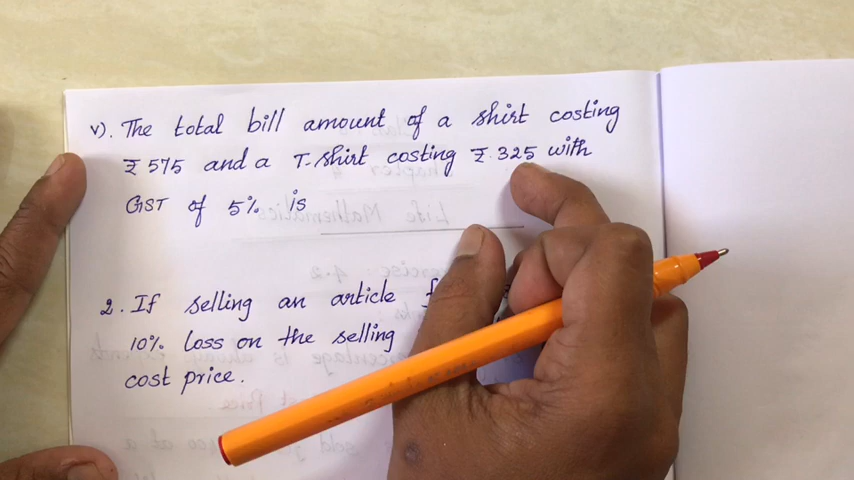 v). The total bill amount of a shirt costing
₹ 575 and a T-shirt costing ₹. 325 with
GST of 5% is
2. If selling an article
10% loss on the selling
cost price.